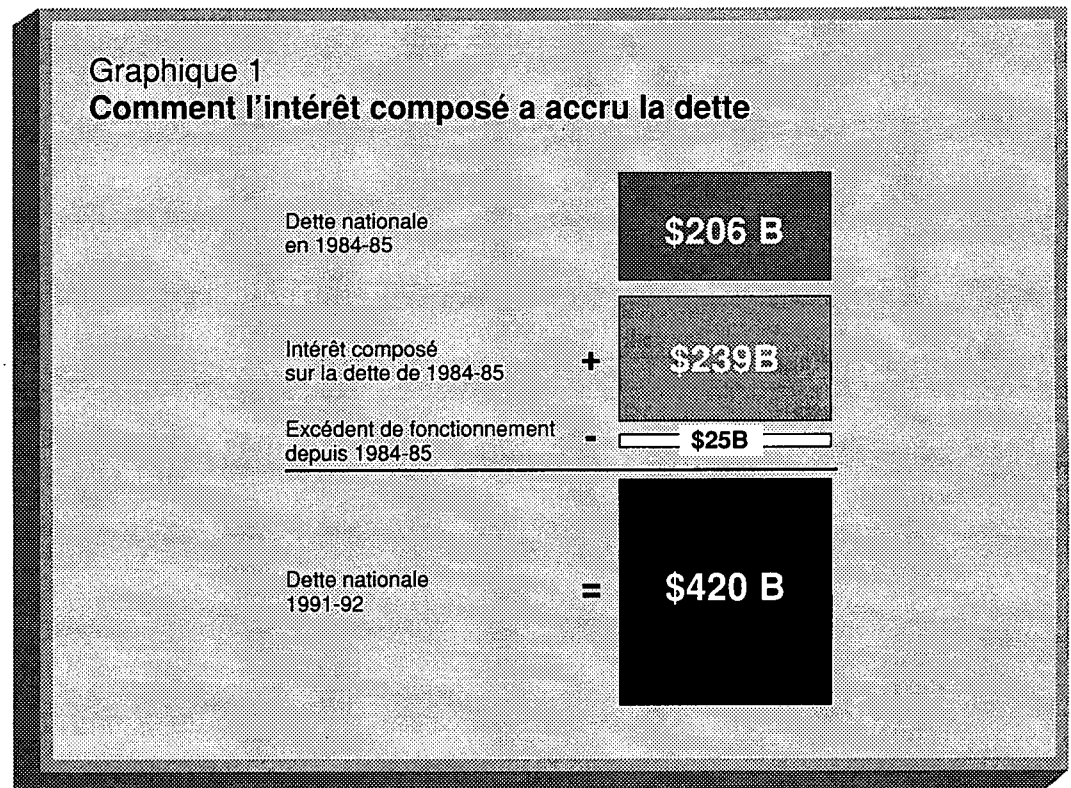 Graphique 1
Comment l'intérêt composé a accru la dette
Dette nationale
en 1984-85
$206 B
Intérêt composé
sur la dette de 1984-85
+
$239B
Excédent de fonctionnement
depuis 1984-85
-
$25B
Dette nationale
1991-92
=
$420 B